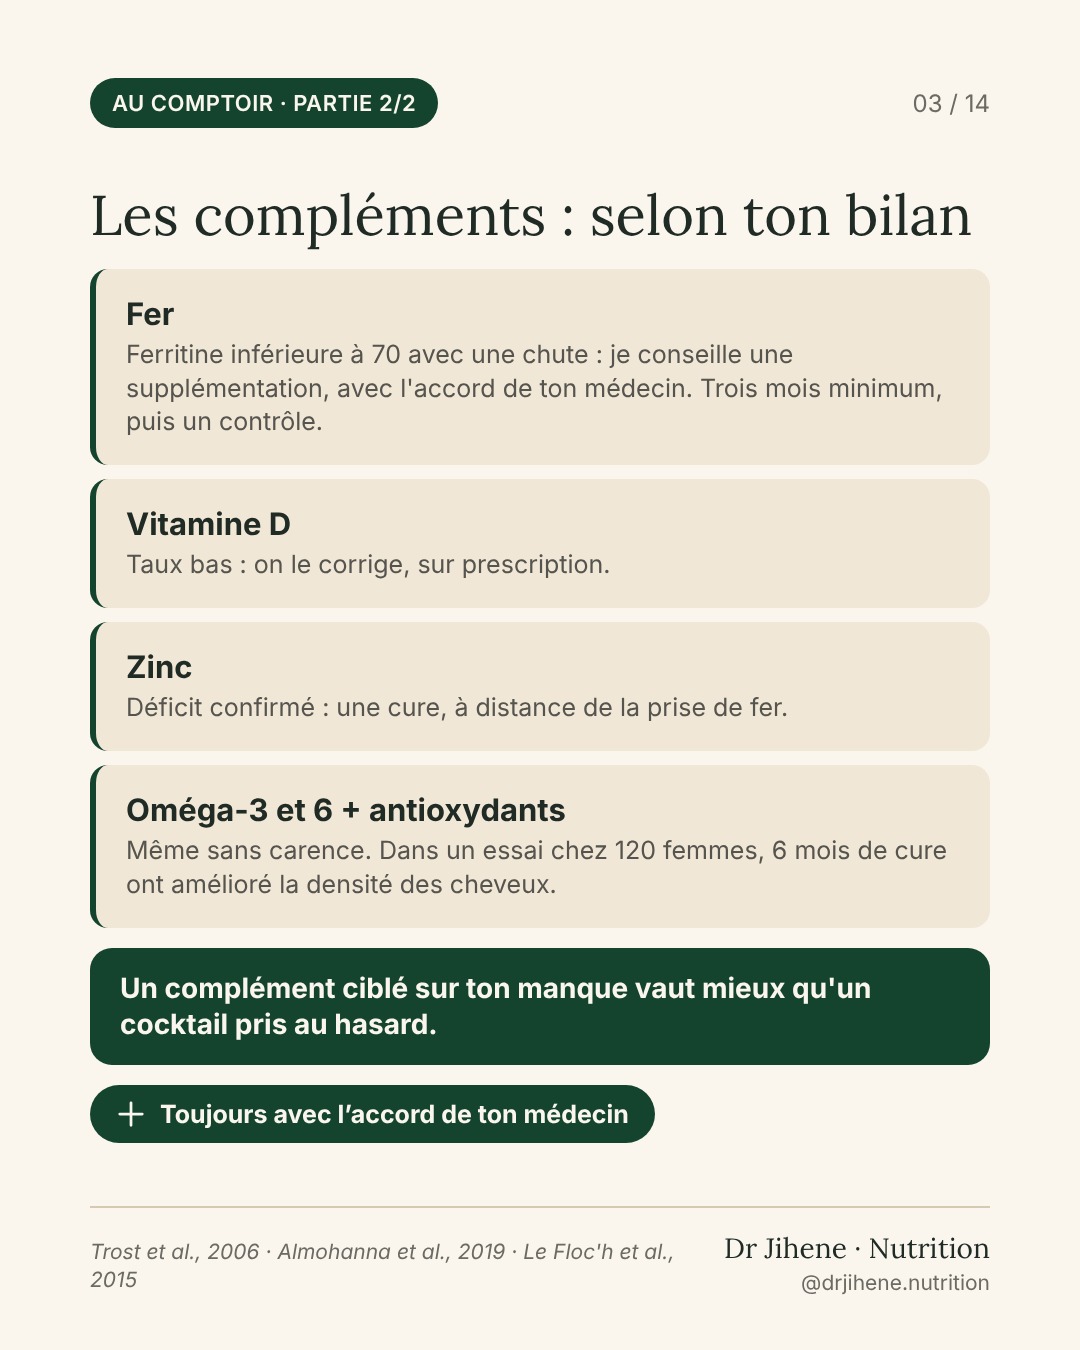 AU COMPTOIR · PARTIE 2/2
03 / 14
Les compléments : selon ton bilan
Fer
Ferritine inférieure à 70 avec une chute : je conseille une
supplémentation, avec l'accord de ton médecin. Trois mois minimum,
puis un contrôle.
Vitamine D
Taux bas : on le corrige, sur prescription.
Zinc
Déficit confirmé : une cure, à distance de la prise de fer.
Oméga-3 et 6 + antioxydants
Même sans carence. Dans un essai chez 120 femmes, 6 mois de cure
ont amélioré la densité des cheveux.
Un complément ciblé sur ton manque vaut mieux qu'un
cocktail pris au hasard.
Toujours avec l’accord de ton médecin
Trost et al., 2006 · Almohanna et al., 2019 · Le Floc'h et al.,
2015
Dr Jihene · Nutrition
@drjihene.nutrition